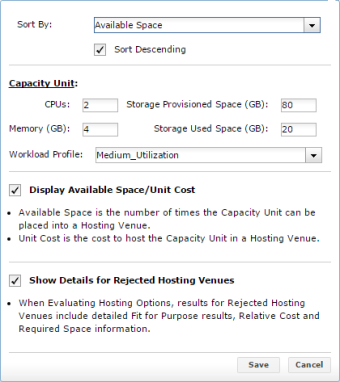 Sort By: Available Space
Sort Descending
Capacity Unit:
CPUs: 2 Storage Provisioned Space (GB): 80
Memory (GB): 4 Storage Used Space (GB): 20
Workload Profile: Medium_Utilization
Display Available Space/Unit Cost
• Available Space is the number of times the Capacity Unit can be
placed into a Hosting Venue.
• Unit Cost is the cost to host the Capacity Unit in a Hosting Venue.
Show Details for Rejected Hosting Venues
• When Evaluating Hosting Options, results for Rejected Hosting
Venues include detailed Fit for Purpose results, Relative Cost and
Required Space information.
Save Cancel